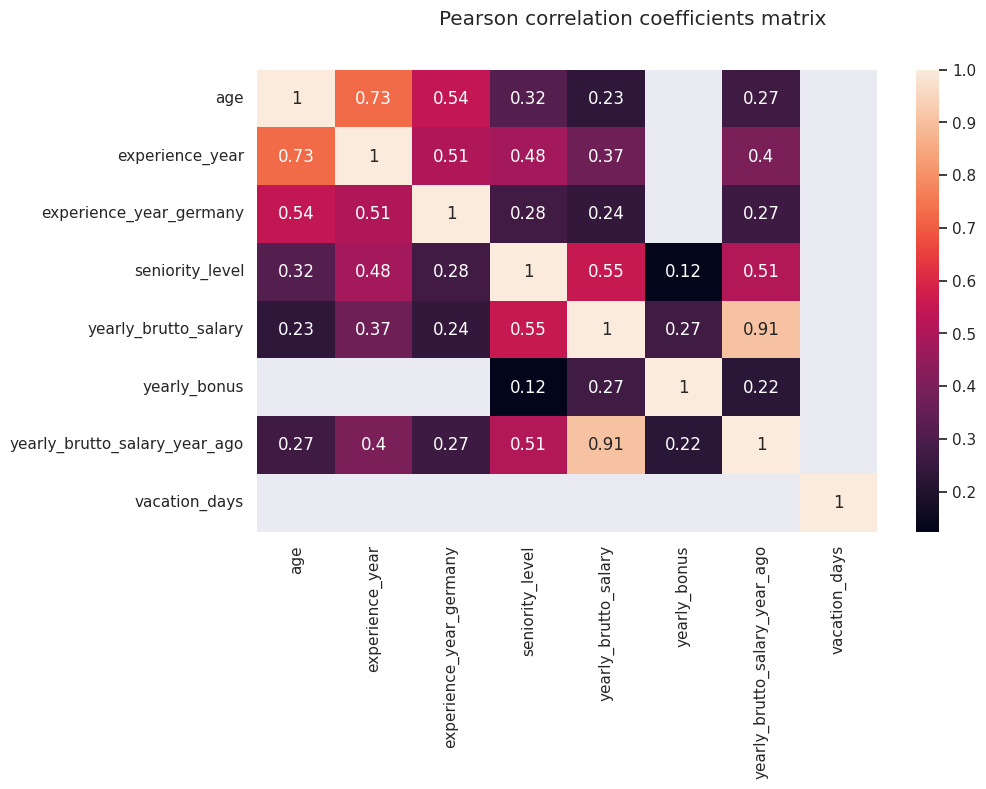 Pearson correlation coefficients matrix
age 1 0.73 0.54 0.32 0.23 0.27
experience_year 0.73 1 0.51 0.48 0.37 0.4
experience_year_germany 0.54 0.51 1 0.28 0.24 0.27
seniority_level 0.32 0.48 0.28 1 0.55 0.12 0.51
yearly_brutto_salary 0.23 0.37 0.24 0.55 1 0.27 0.91
yearly_bonus 0.12 0.27 1 0.22
yearly_brutto_salary_year_ago 0.27 0.4 0.27 0.51 0.91 0.22 1
vacation_days 1
age
experience_year
experience_year_germany
seniority_level
yearly_brutto_salary
yearly_bonus
yearly_brutto_salary_year_ago
vacation_days
1.0
0.9
0.8
0.7
0.6
0.5
0.4
0.3
0.2